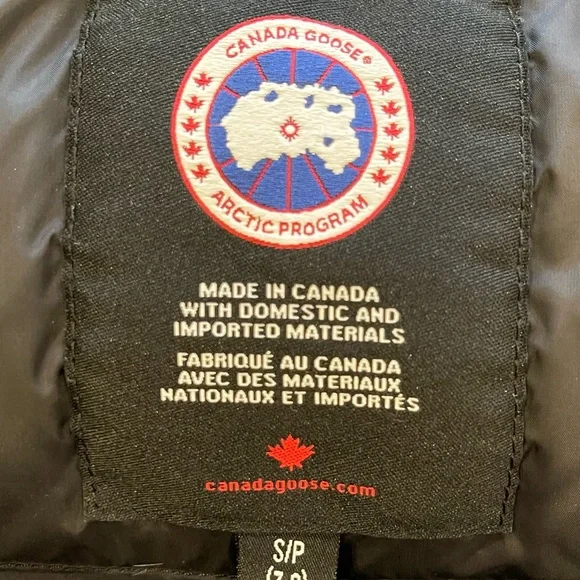 CANADA GOOSE®
ARCTIC PROGRAM
MADE IN CANADA
WITH DOMESTIC AND
IMPORTED MATERIALS
FABRIQUÉ AU CANADA
AVEC DES MATERIAUX
NATIONAUX ET IMPORTÉS
canadagoose.com
S/P